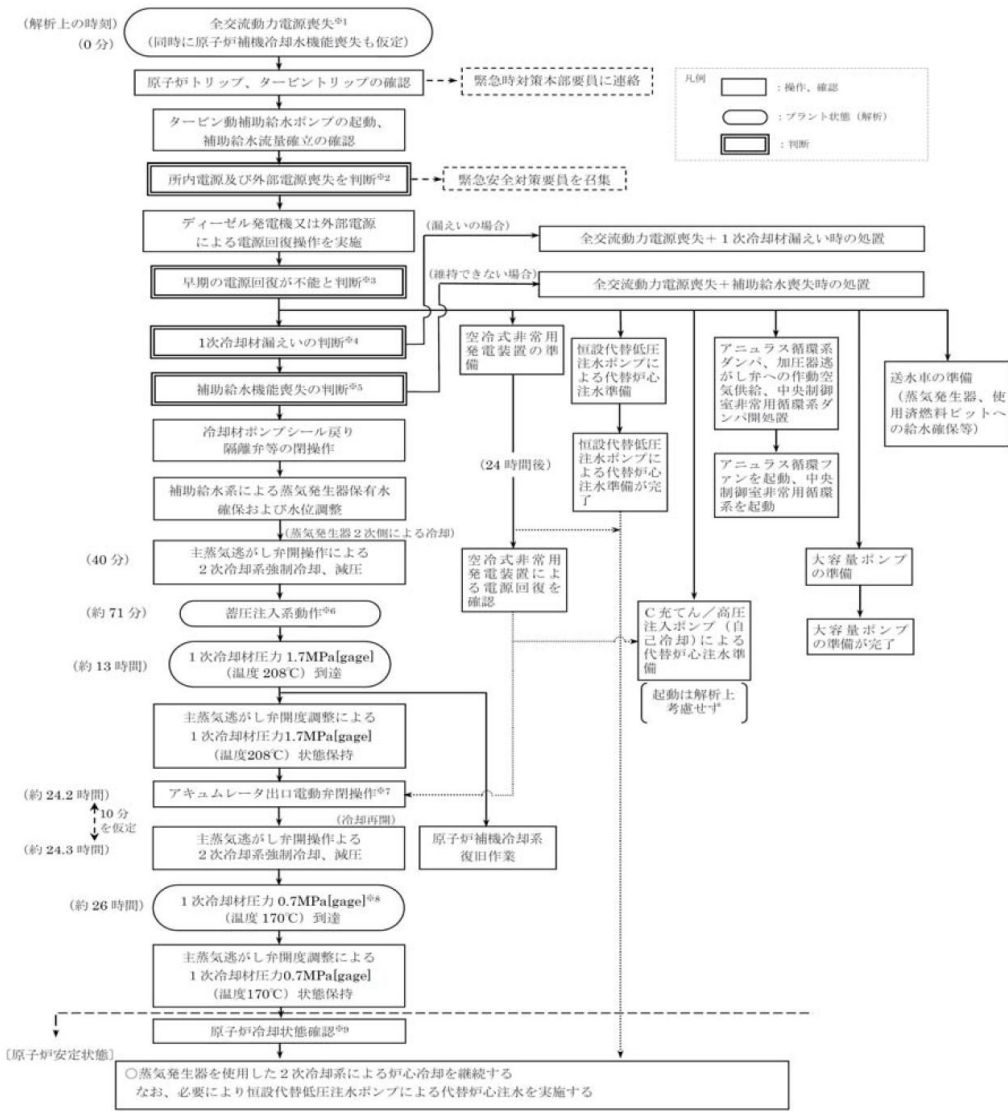 (解析上の時刻)
(0 分)
全交流動力電源喪失※1
(同時に原子炉補機冷却水機能喪失も仮定)
原子炉トリップ、タービントリップの確認
緊急時対策本部要員に連絡
凡例
：操作、確認
：プラント状態（解析）
：判断
タービン動補助給水ポンプの起動、
補助給水流量確立の確認
所内電源及び外部電源喪失を判断※2
緊急安全対策要員を召集
ディーゼル発電機又は外部電源
による電源回復操作を実施
(漏えいの場合)
全交流動力電源喪失＋１次冷却材漏えい時の処置
早期の電源回復が不能と判断※3
(維持できない場合)
全交流動力電源喪失＋補助給水喪失時の処置
1次冷却材漏えいの判断※4
補助給水機能喪失の判断※5
冷却材ポンプシール戻り
隔離弁等の閉操作
補助給水系による蒸気発生器保有水
確保および水位調整
(蒸気発生器２次側による冷却)
空冷式非常用
発電装置の準
備
(24 時間後)
空冷式非常用
発電装置によ
る電源回復を
確認
恒設代替低圧
注水ポンプに
よる代替炉心
注水準備
恒設代替低圧
注水ポンプに
よる代替炉心
注水準備が完
了
アニュラス循環系
ダンパ、加圧器逃
がし弁への作動空
気供給、中央制御
室非常用循環系ダ
ンパ開処置
アニュラス循環フ
ァンを起動、中央
制御室非常用循環
系を起動
送水車の準備
（蒸気発生器、使
用済燃料ピットへ
の給水確保等）
(40 分)
主蒸気逃がし弁開操作による
２次冷却系強制冷却、減圧
(約 71 分)
蓄圧注入系動作※6
Ｃ充てん／高圧
注入ポンプ（自
己冷却）による
代替炉心注水準
備
起動は解析上
考慮せず
大容量ポンプ
の準備
大容量ポンプ
の準備が完了
(約 13 時間)
１次冷却材圧力 1.7MPa[gage]
（温度 208℃）到達
主蒸気逃がし弁開度調整による
１次冷却材圧力1.7MPa[gage]
（温度208℃）状態保持
(約 24.2 時間)
アキュムレータ出口電動弁閉操作※7
10 分
を仮定
(冷却再開)
(約 24.3 時間)
主蒸気逃がし弁開操作よる
２次冷却系強制冷却、減圧
原子炉補機冷却系
復旧作業
(約 26 時間)
１次冷却材圧力 0.7MPa[gage]※8
（温度 170℃）到達
主蒸気逃がし弁開度調整による
１次冷却材圧力0.7MPa[gage]
（温度170℃）状態保持
原子炉冷却状態確認※9
〔原子炉安定状態〕
○蒸気発生器を使用した２次冷却系による炉心冷却を継続する
なお、必要により恒設代替低圧注水ポンプによる代替炉心注水を実施する